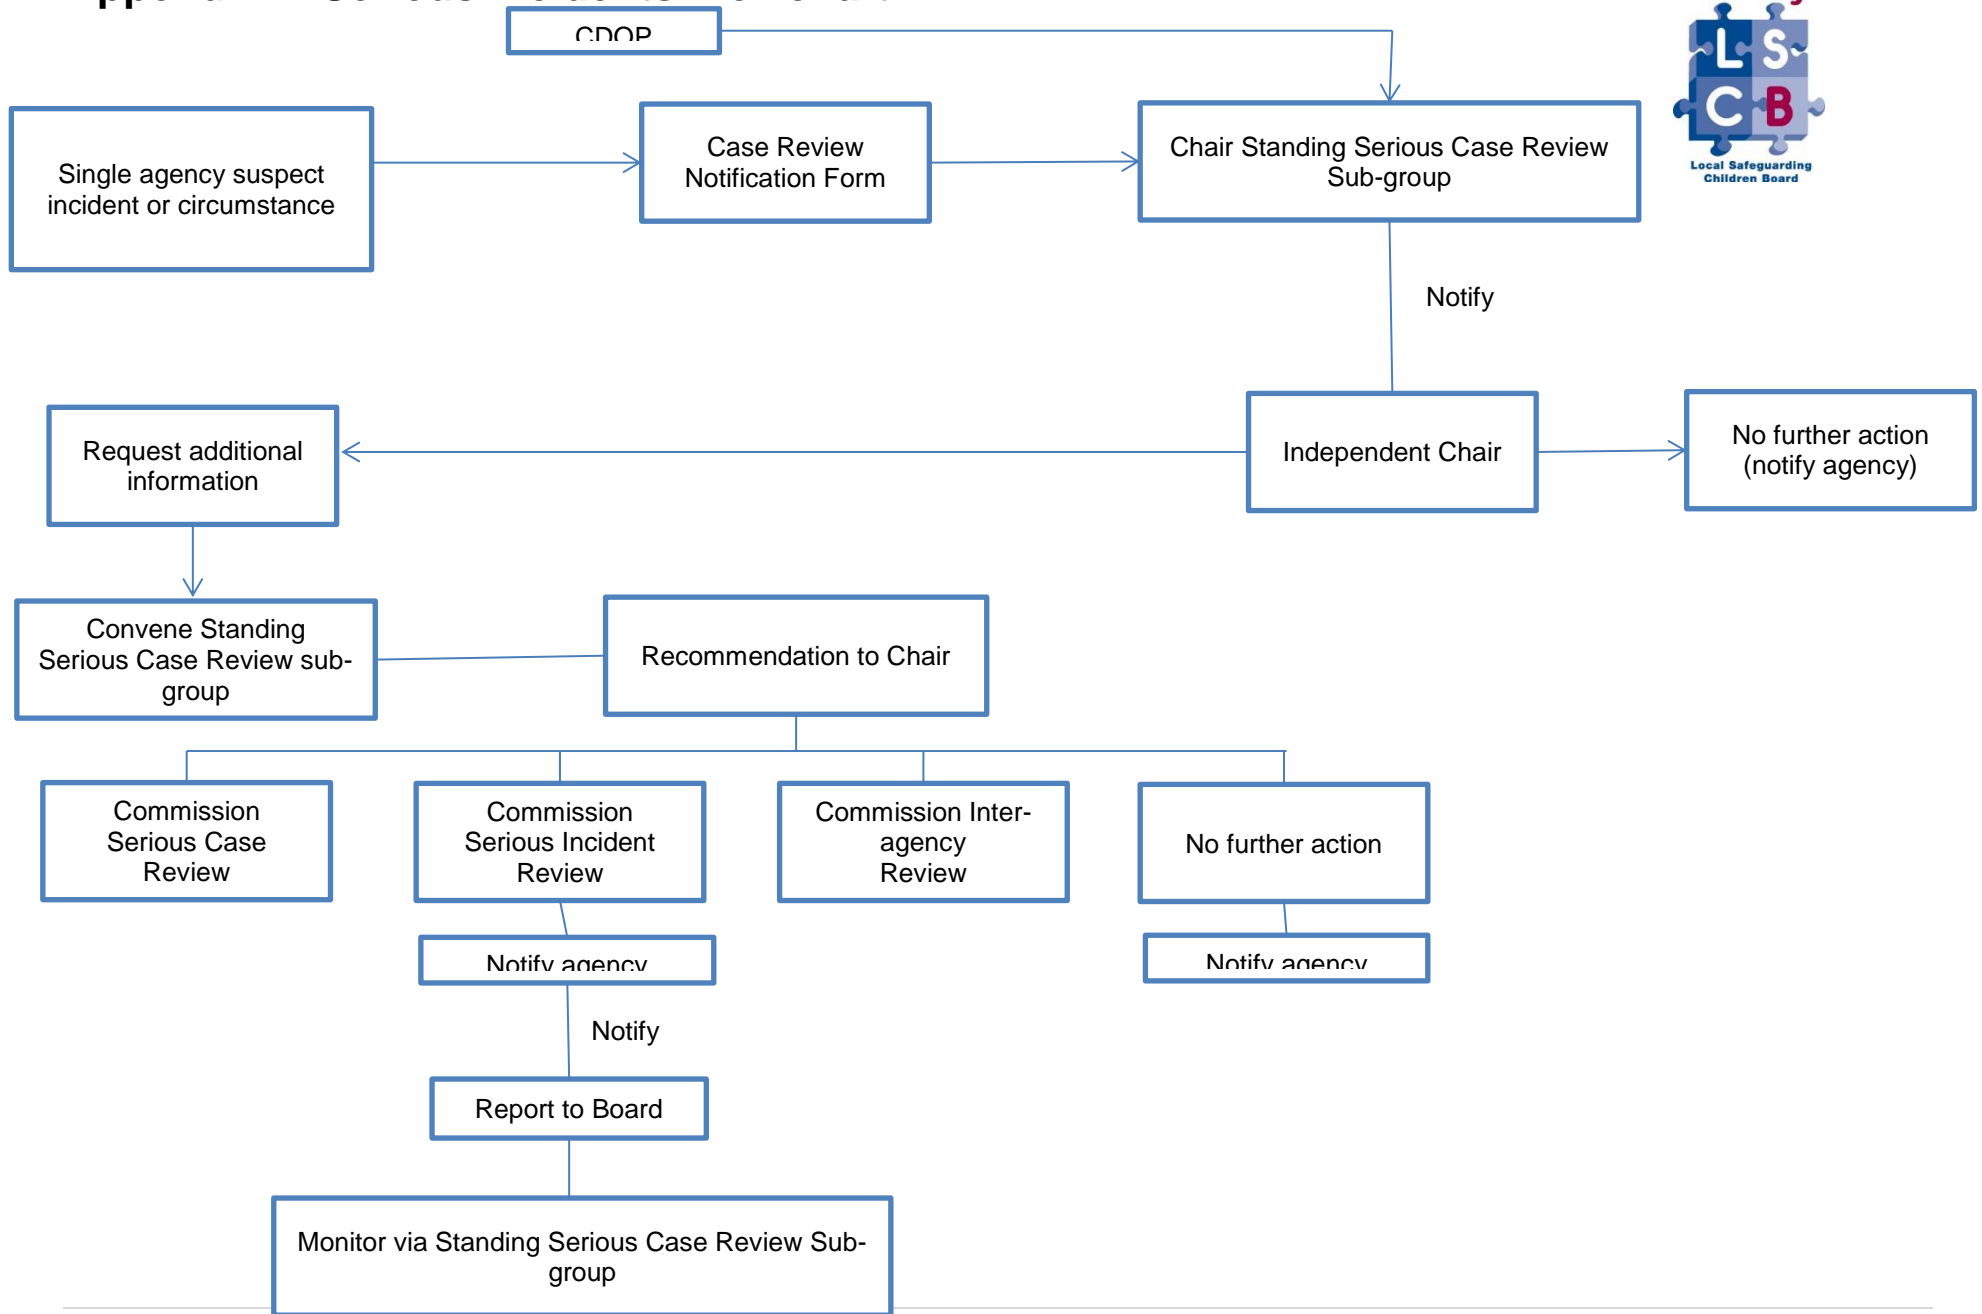 CDOP
L S
C B
Local Safeguarding
Children Board
Single agency suspect
incident or circumstance
Case Review
Notification Form
Chair Standing Serious Case Review
Sub-group
Notify
Request additional
information
Independent Chair
No further action
(notify agency)
Convene Standing
Serious Case Review sub-
group
Recommendation to Chair
Commission
Serious Case
Review
Commission
Serious Incident
Review
Commission Inter-
agency
Review
No further action
Notify agency
Notify agency
Notify
Report to Board
Monitor via Standing Serious Case Review Sub-
group